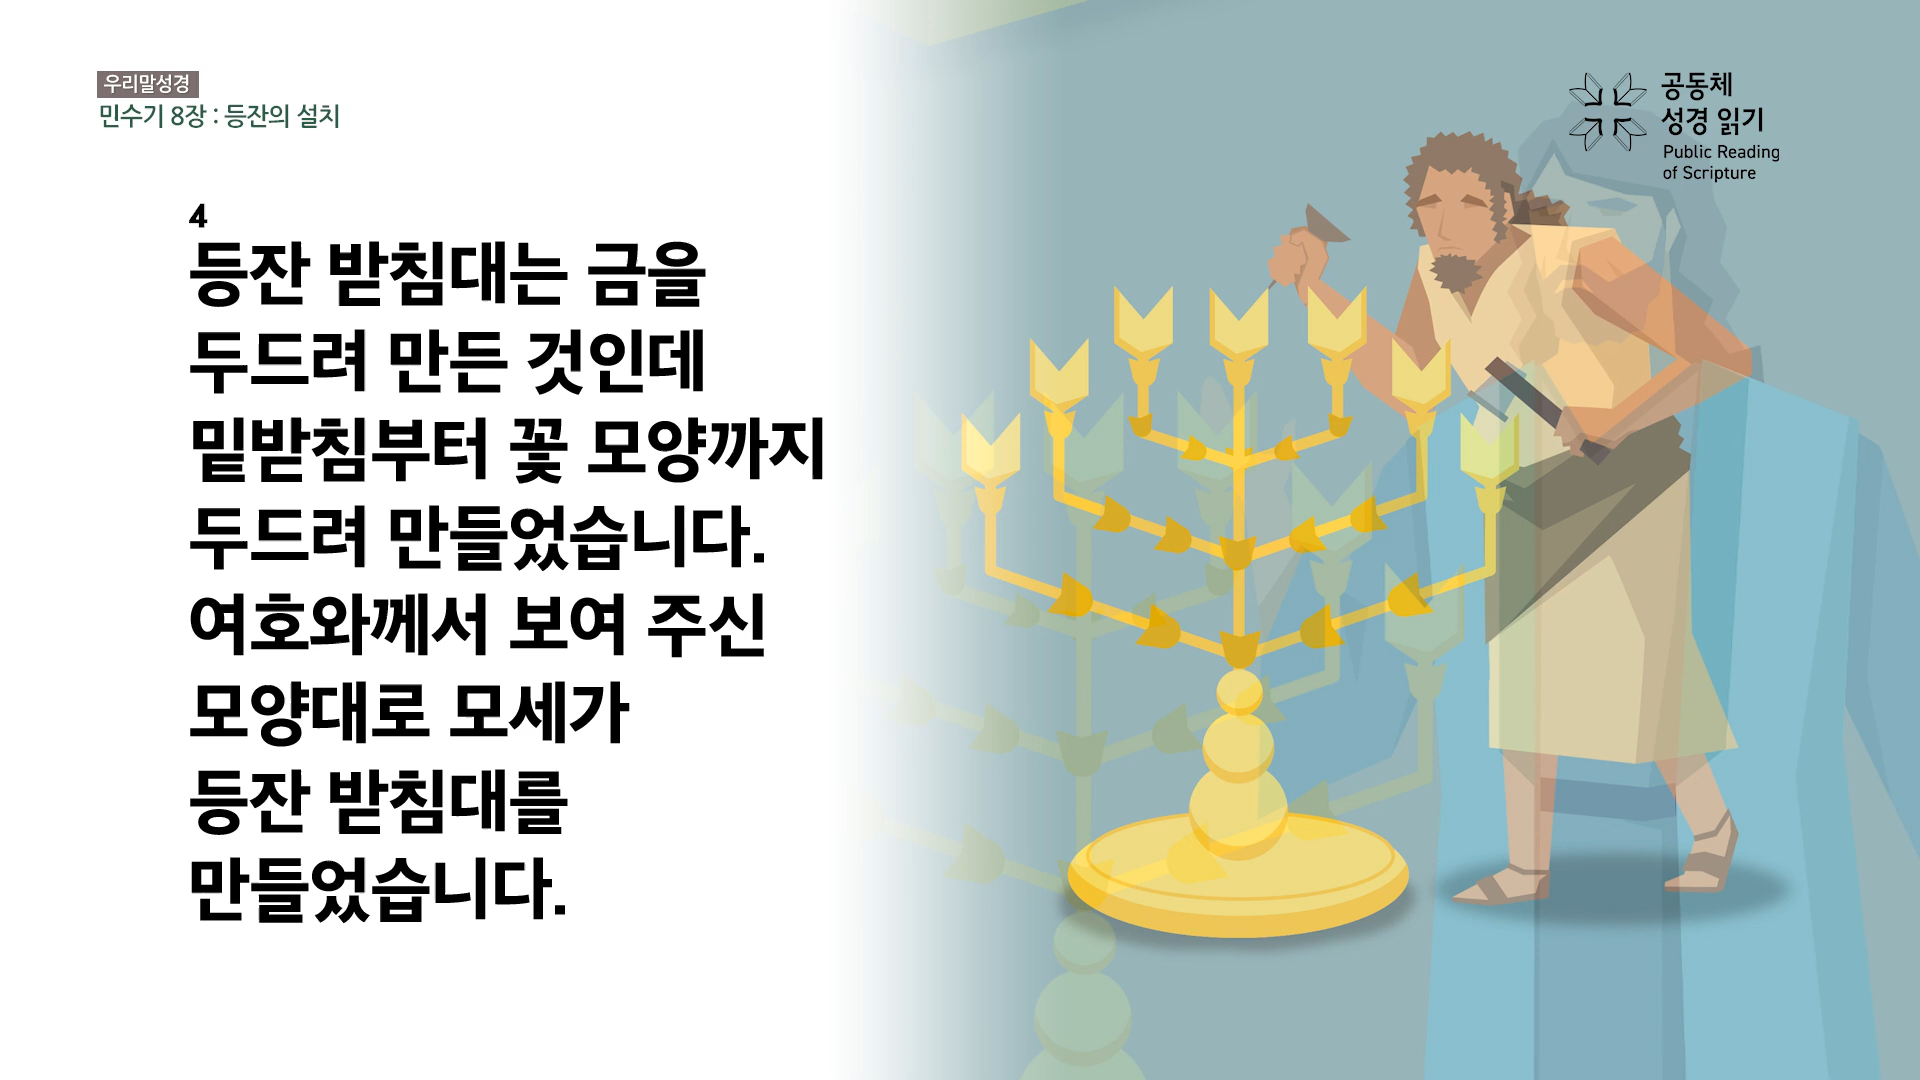 우리말성경
민수기 8장 : 등잔의 설치
4
등잔 받침대는 금을
두드려 만든 것인데
밑받침부터 꽃 모양까지
두드려 만들었습니다.
여호와께서 보여 주신
모양대로 모세가
등잔 받침대를
만들었습니다.
공동체
성경 읽기
Public Reading
of Scripture